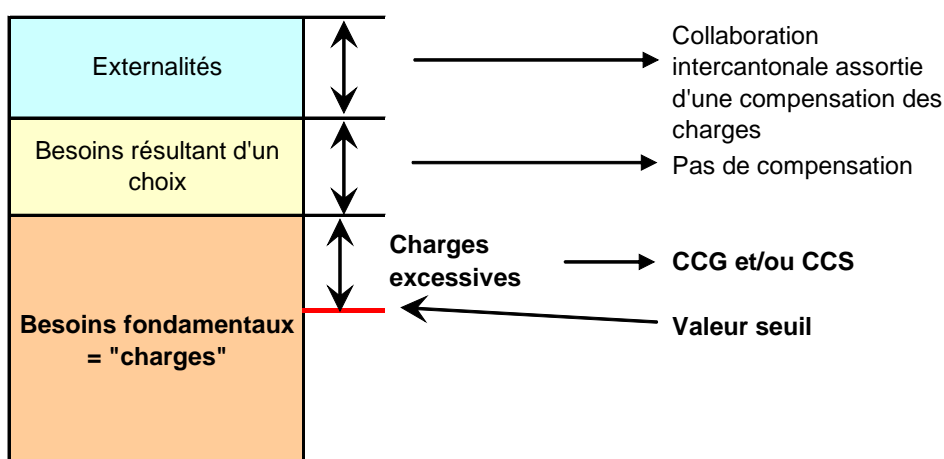 Externalités
Collaboration
intercantonale assortie
d'une compensation des
charges
Besoins résultant d'un
choix
Pas de compensation
Charges
excessives
CCG et/ou CCS
Besoins fondamentaux
= "charges"
Valeur seuil